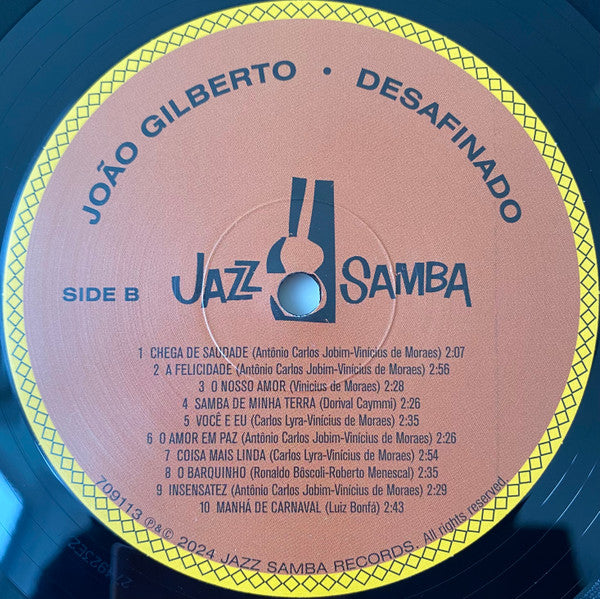 JOÃO GILBERTO • DESAFINADO
JAZZ SAMBA
SIDE B
1 CHEGA DE SAUDADE (Antônio Carlos Jobim-Vinícius de Moraes) 2:07
2 A FELICIDADE (Antônio Carlos Jobim-Vinícius de Moraes) 2:56
3 O NOSSO AMOR (Vinícius de Moraes) 2:28
4 SAMBA DE MINHA TERRA (Dorival Caymmi) 2:26
5 VOCÊ E EU (Carlos Lyra-Vinícius de Moraes) 2:35
6 O AMOR EM PAZ (Antônio Carlos Jobim-Vinícius de Moraes) 2:26
7 COISA MAIS LINDA (Carlos Lyra-Vinícius de Moraes) 2:54
8 O BARQUINHO (Ronaldo Bôscoli-Roberto Menescal) 2:35
9 INSENSATEZ (Antônio Carlos Jobim-Vinícius de Moraes) 2:29
10 MANHÁ DE CARNAVAL (Luiz Bonfá) 2:43
709113 ℗&© 2024 JAZZ SAMBA RECORDS. All rights reserved.